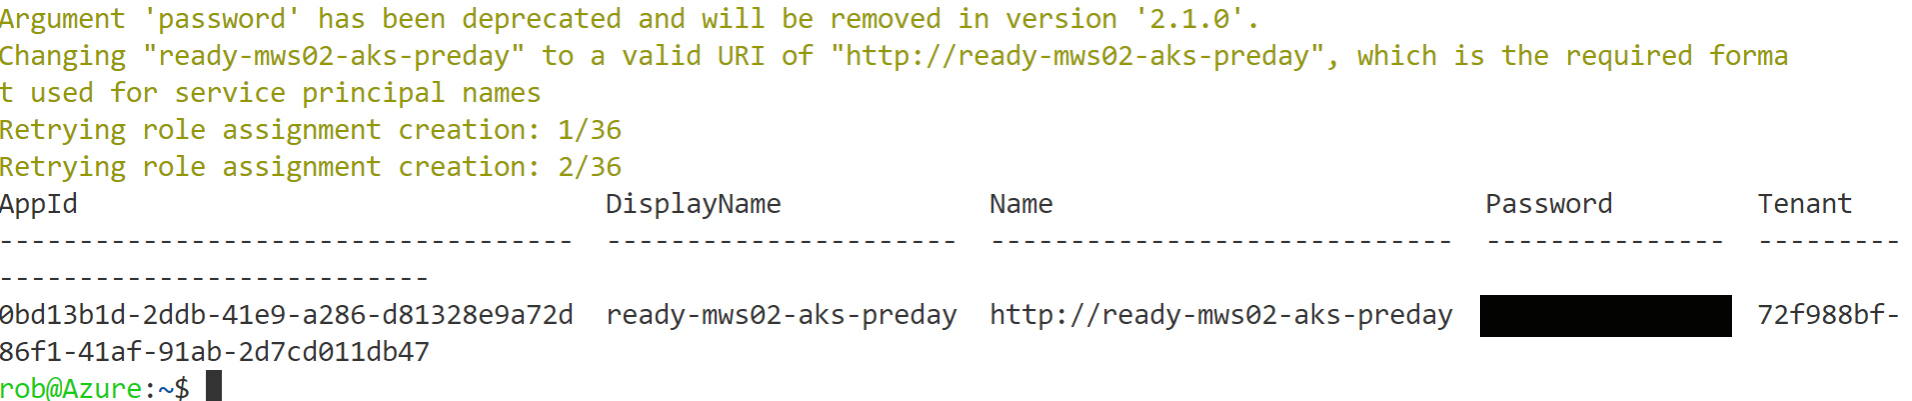 Argument 'password' has been deprecated and will be removed in version '2.1.0'.
Changing "ready-mws02-aks-preday" to a valid URI of "http://ready-mws02-aks-preday", which is the required forma
t used for service principal names
Retrying role assignment creation: 1/36
Retrying role assignment creation: 2/36
AppId                                 DisplayName             Name                           Password         Tenant
------------------------------------  ----------------------  -----------------------------  ---------------  ---------
---------------------------
0bd13b1d-2ddb-41e9-a286-d81328e9a72d  ready-mws02-aks-preday  http://ready-mws02-aks-preday                   72f988bf-
86f1-41af-91ab-2d7cd011db47
rob@Azure:~$